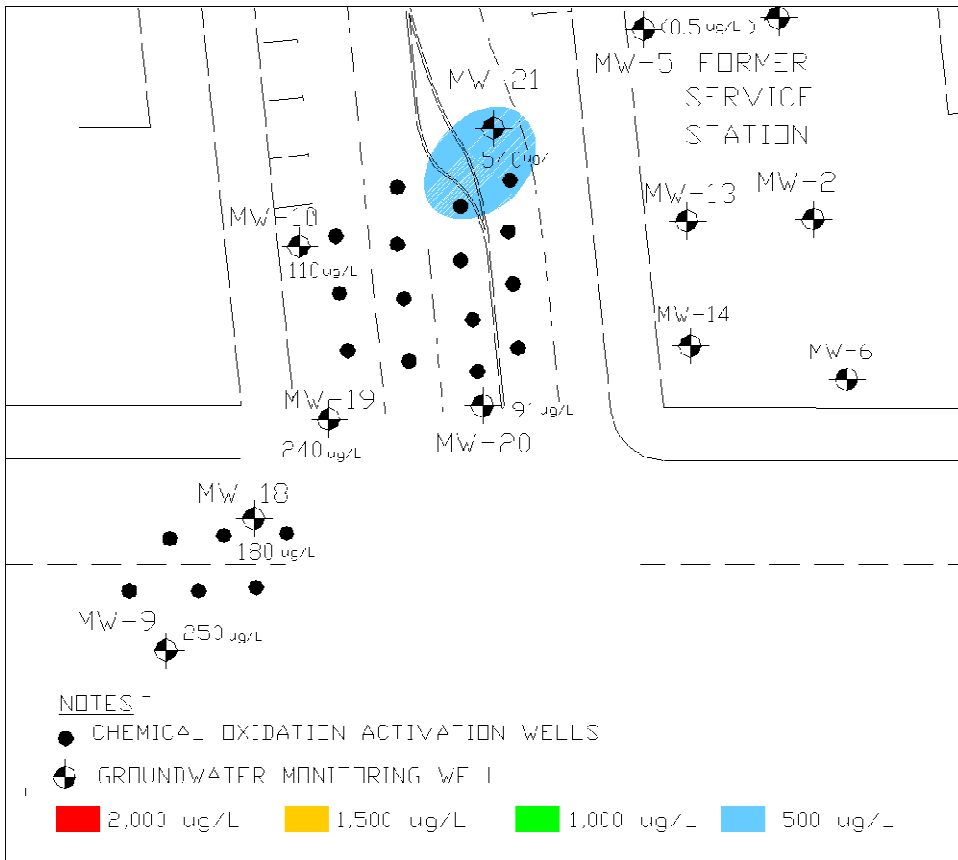 (0.5 ug/L)
MW-5 FORMER
SERVICE
STATION
MW 21
570 ug/
MW-13
MW-2
MW-10
110 ug/L
MW-14
MW-6
MW-19
240 ug/L
91 ug/L
MW-20
MW 18
180 ug/L
MW-9
250 ug/L
NOTES
CHEMICAL OXIDATION ACTIVATION WELLS
GROUNDWATER MONITORING WELL
2,000 ug/L
1,500 ug/L
1,000 ug/L
500 ug/L